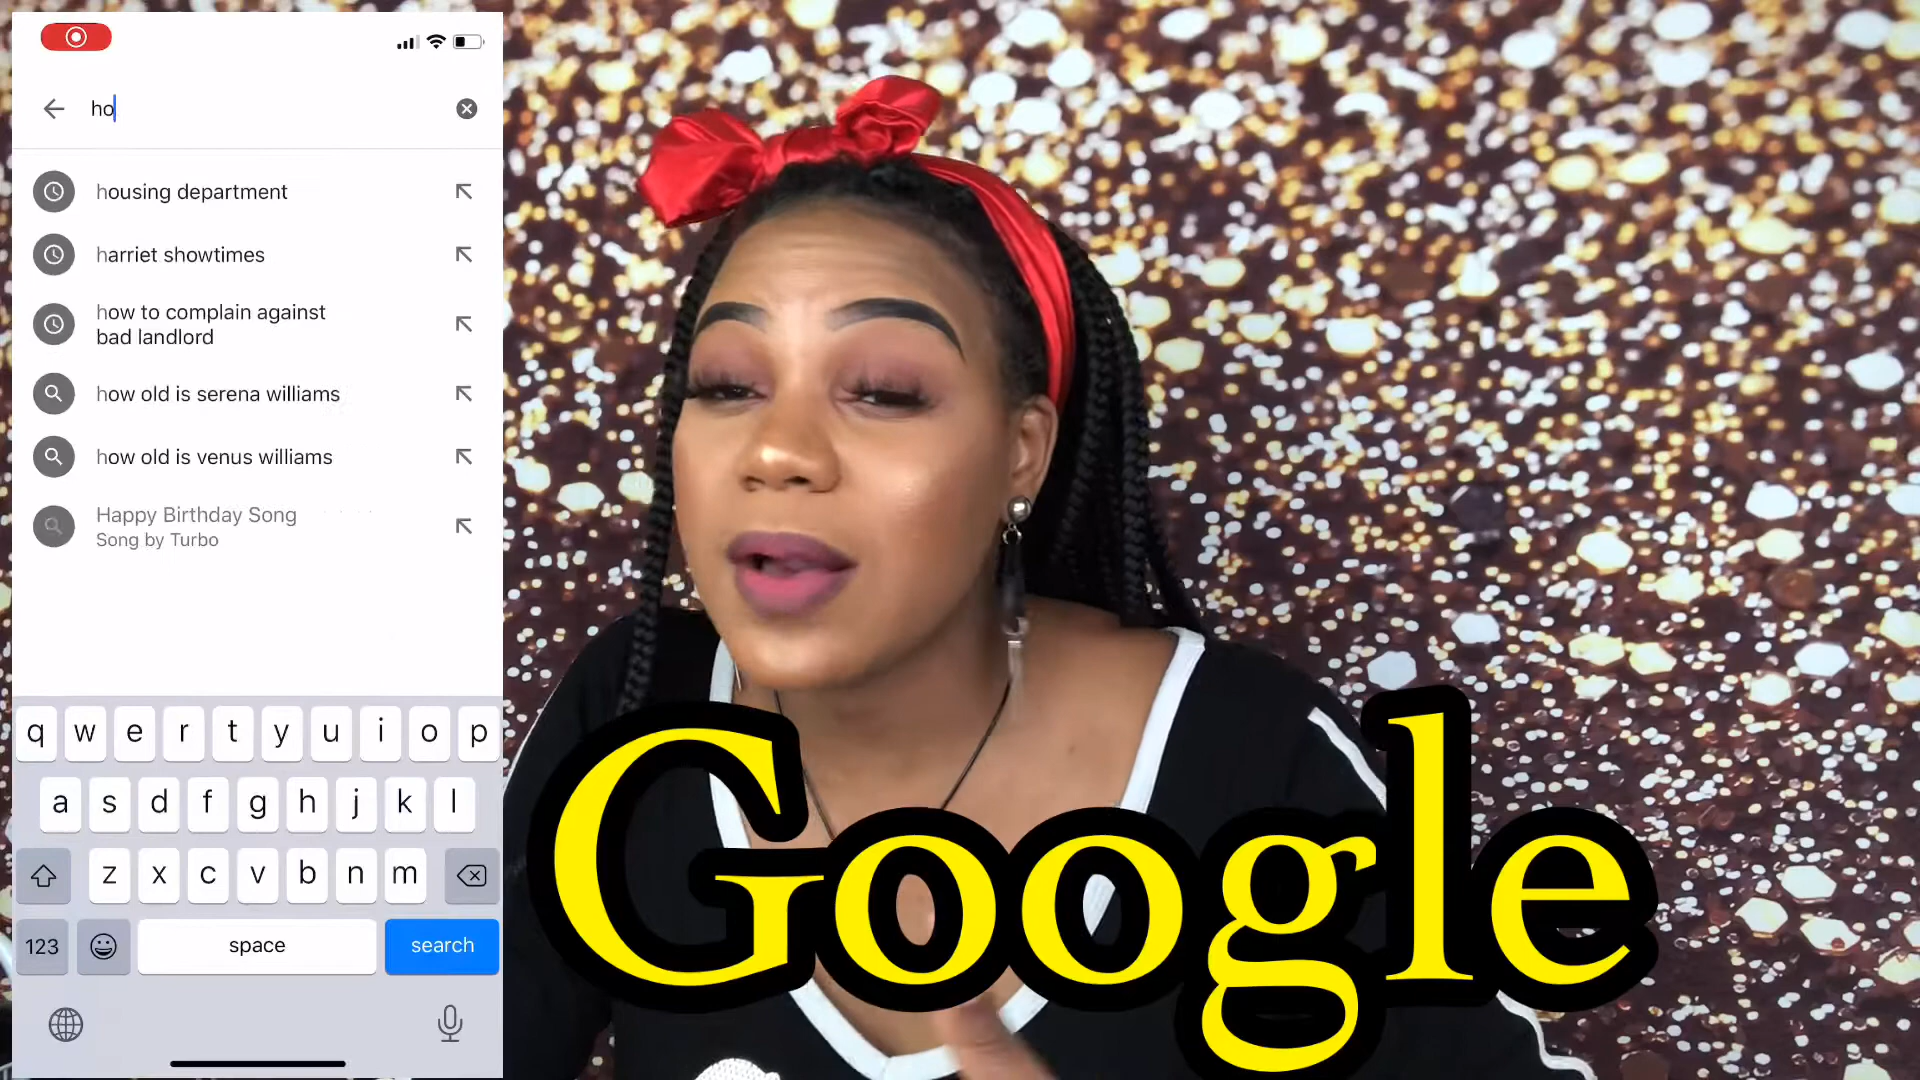 ho
housing department
harriet showtimes
how to complain against
bad landlord
how old is serena williams
how old is venus williams
Happy Birthday Song
Song by Turbo
q w e r t y u i o p
a s d f g h j k l
z x c v b n m
123 space search
Google